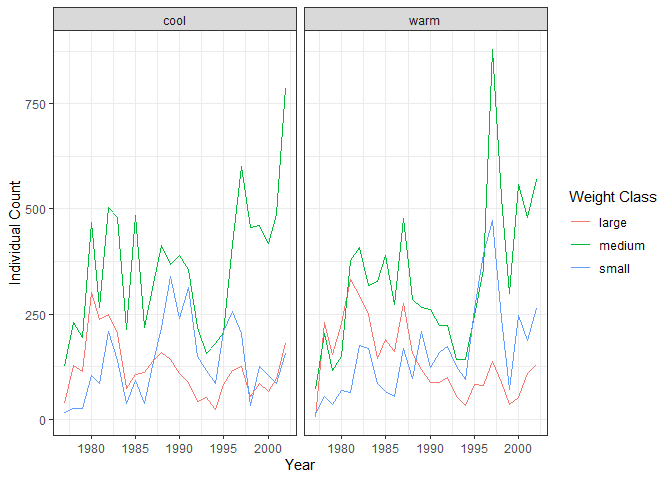 cool warm
Individual Count
750
500
250
0
1980 1985 1990 1995 2000 1980 1985 1990 1995 2000
Year
Weight Class
large
medium
small